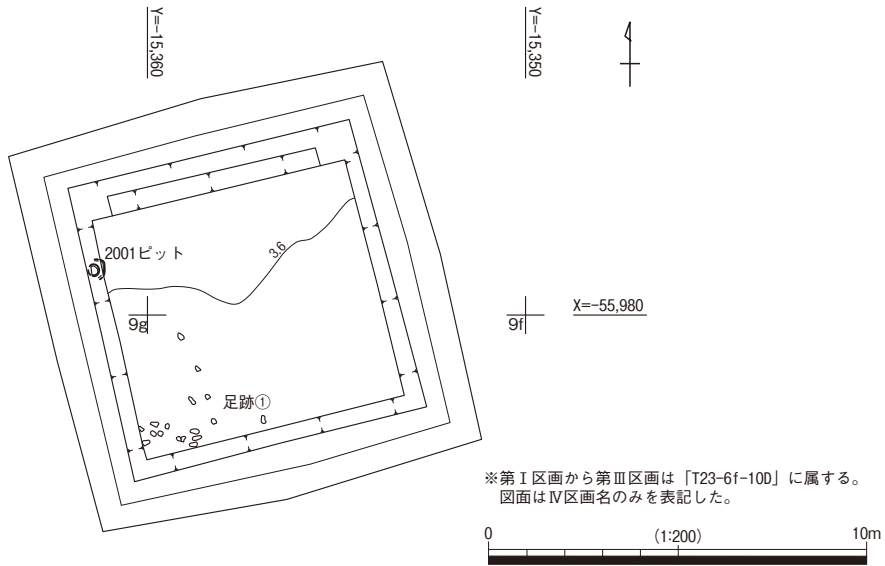 Y=-15,360
Y=-15,350
2001ピット
3.6
9g
9f
X=-55,980
足跡①
※第Ⅰ区画から第Ⅲ区画は「T23-6f-10D」に属する。
図面はⅣ区画名のみを表記した。
0
(1:200)
10m